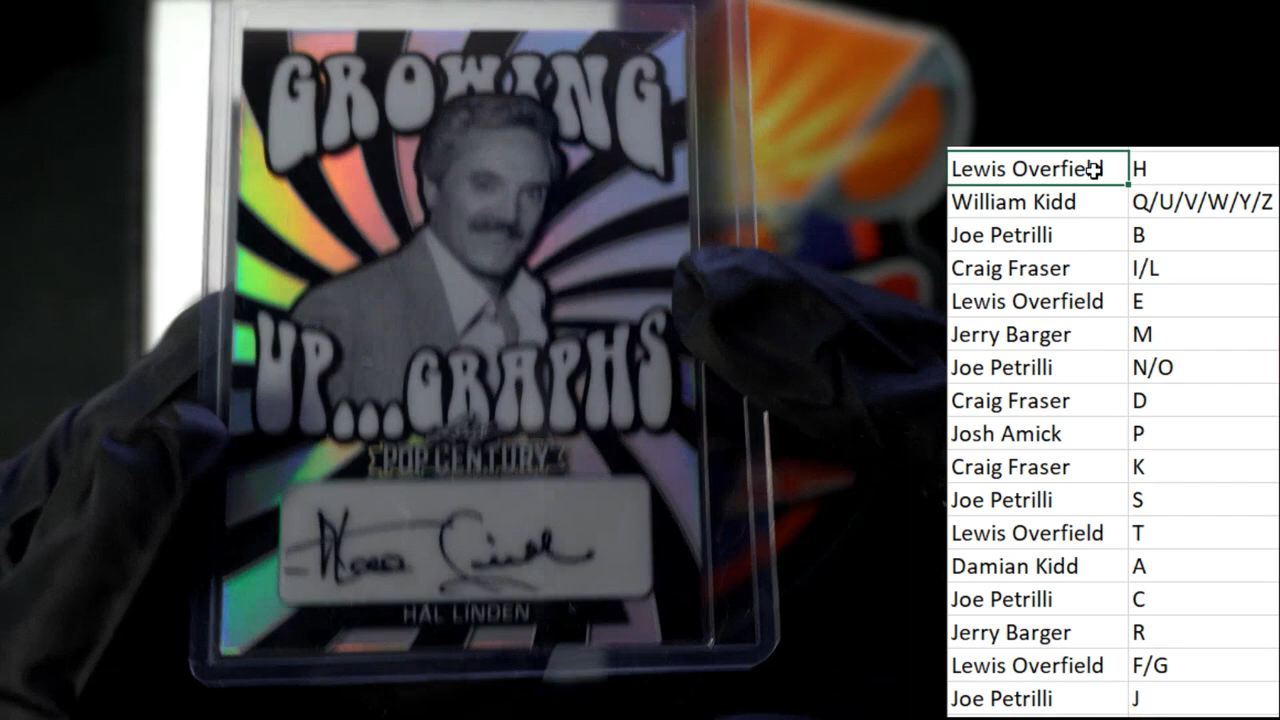 GROWING
UP...GRAPHS
POP CENTURY
HAL LINDEN
Lewis Overfield H
William Kidd Q/U/V/W/Y/Z
Joe Petrilli B
Craig Fraser I/L
Lewis Overfield E
Jerry Barger M
Joe Petrilli N/O
Craig Fraser D
Josh Amick P
Craig Fraser K
Joe Petrilli S
Lewis Overfield T
Damian Kidd A
Joe Petrilli C
Jerry Barger R
Lewis Overfield F/G
Joe Petrilli J